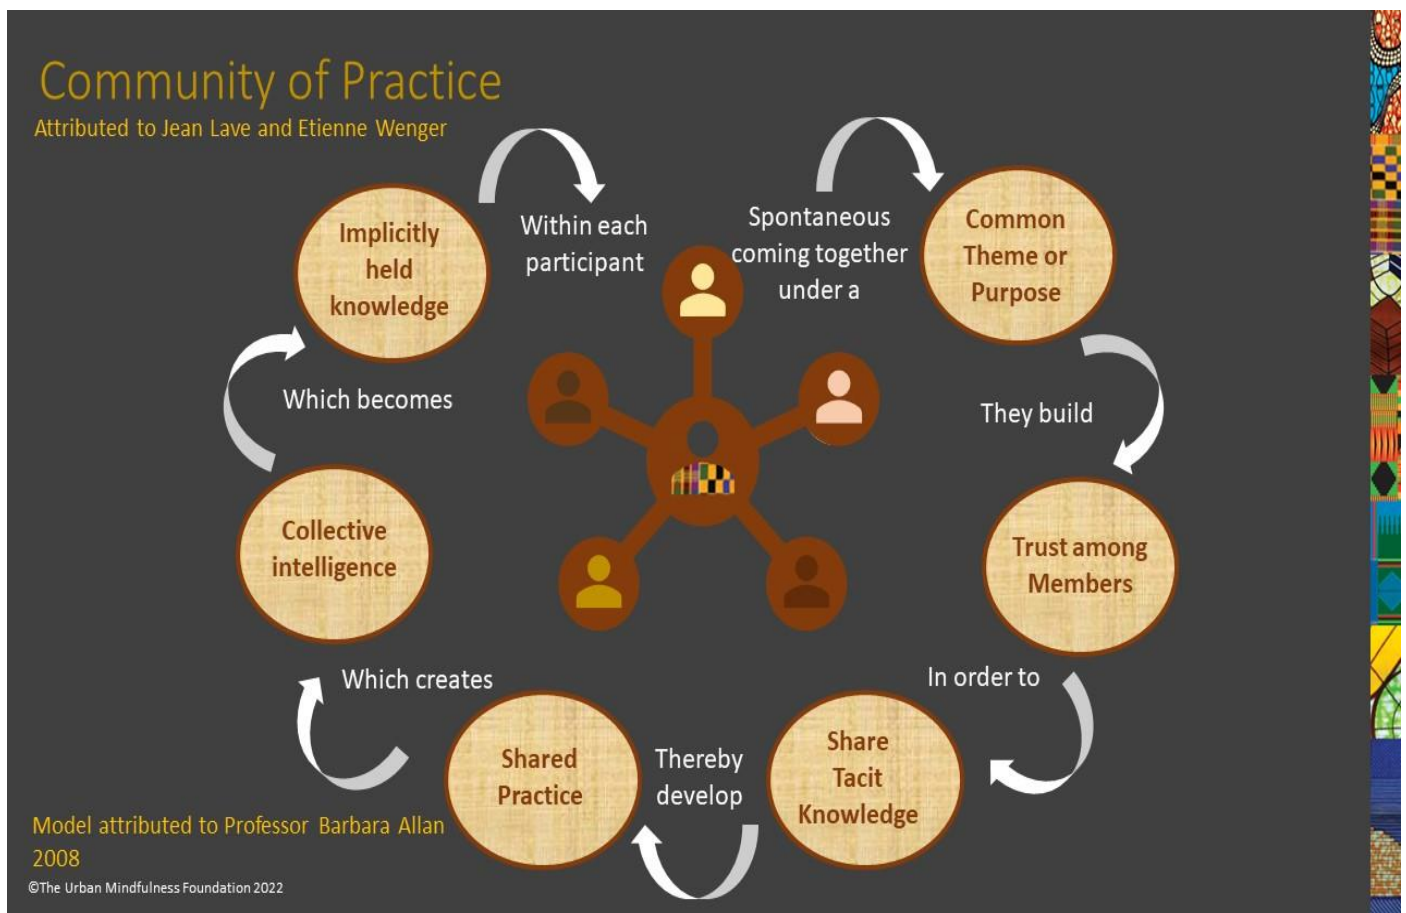 Community of Practice
Attributed to Jean Lave and Etienne Wenger
Spontaneous
coming together
under a
Common
Theme or
Purpose
They build
Trust among
Members
In order to
Share
Tacit
Knowledge
Thereby
develop
Shared
Practice
Which creates
Collective
intelligence
Which becomes
Implicitly
held
knowledge
Within each
participant
Model attributed to Professor Barbara Allan
2008
©The Urban Mindfulness Foundation 2022